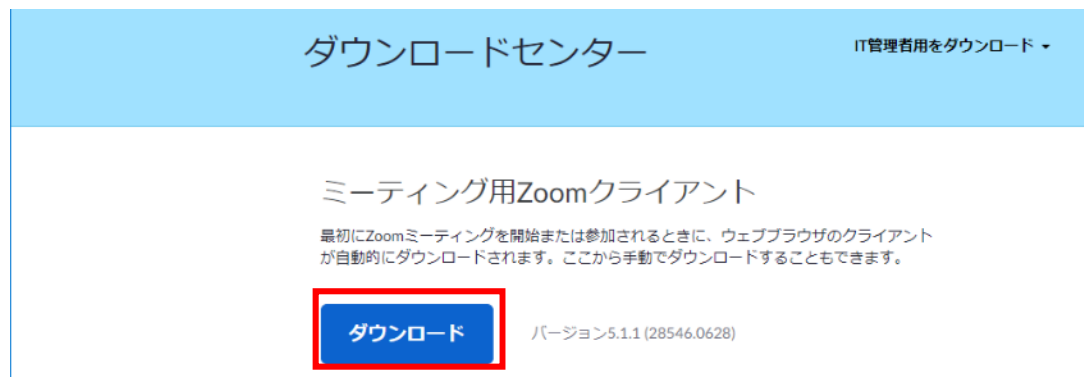 ダウンロードセンター
IT管理者用をダウンロード
ミーティング用Zoomクライアント
最初にZoomミーティングを開始または参加されるときに、ウェブブラウザのクライアント
が自動的にダウンロードされます。ここから手動でダウンロードすることもできます。
ダウンロード
バージョン5.1.1 (28546.0628)